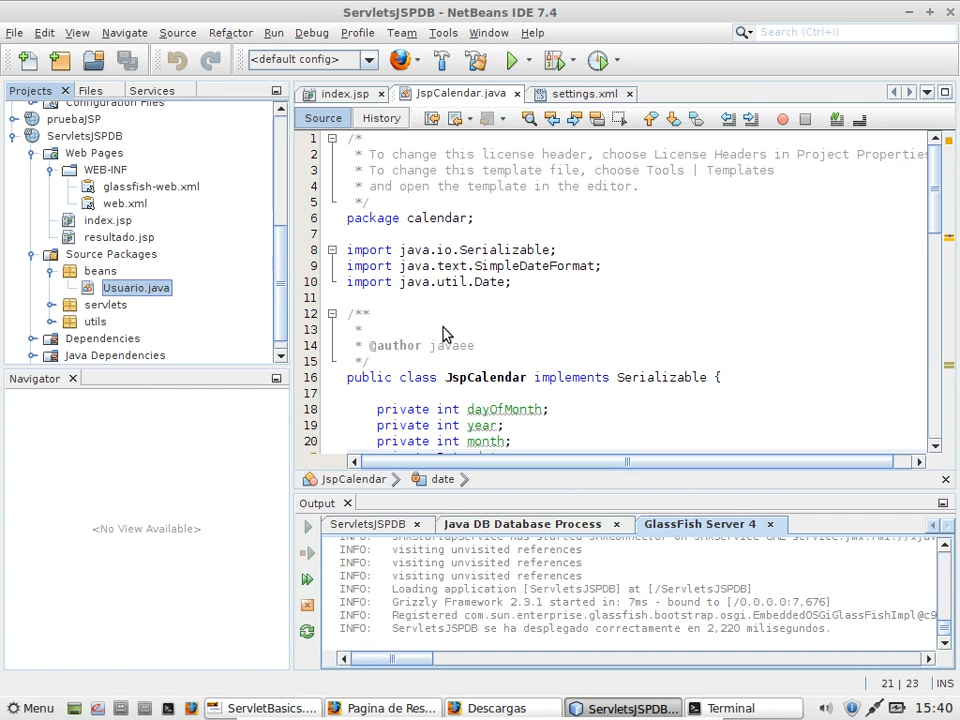 ServletsJSPDB - NetBeans IDE 7.4
File Edit View Navigate Source Refactor Run Debug Profile Team Tools Window Help
Search (Ctrl+I)
<default config>
Projects Files Services
Configuration Files
pruebaJSP
ServletsJSPDB
Web Pages
WEB-INF
glassfish-web.xml
web.xml
index.jsp
resultado.jsp
Source Packages
beans
Usuario.java
servlets
utils
Dependencies
Java Dependencies
Navigator
<No View Available>
index.jsp JspCalendar.java settings.xml
Source History
1 /*
2 * To change this license header, choose License Headers in Project Properties
3 * To change this template file, choose Tools | Templates
4 * and open the template in the editor.
5 */
6 package calendar;
7
8 import java.io.Serializable;
9 import java.text.SimpleDateFormat;
10 import java.util.Date;
11
12 /**
13 *
14 * @author javaee
15 */
16 public class JspCalendar implements Serializable {
17
18 private int dayOfMonth;
19 private int year;
20 private int month;
JspCalendar date
Output
ServletsJSPDB Java DB Database Process GlassFish Server 4
INFO: visiting unvisited references
INFO: visiting unvisited references
INFO: visiting unvisited references
INFO: Loading application [ServletsJSPDB] at [/ServletsJSPDB]
INFO: Grizzly Framework 2.3.1 started in: 7ms - bound to [/0.0.0.0:7,676]
INFO: Registered com.sun.enterprise.glassfish.bootstrap.osgi.EmbeddedOSGiGlassFishImpl@c9
INFO: ServletsJSPDB se ha desplegado correctamente en 2,220 milisegundos.
21 | 23 INS
Menu ServletBasics.... Pagina de Res... Descargas ServletsJSPDB... Terminal 15:40